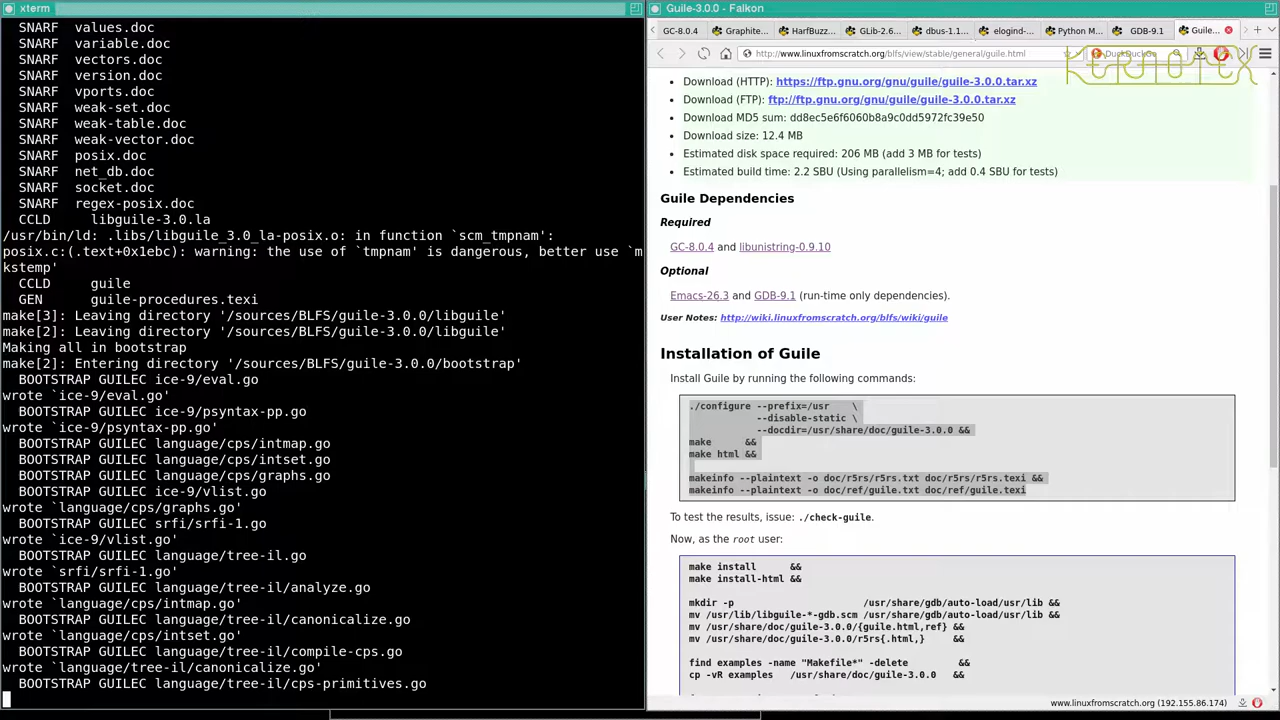 xterm
SNARF values.doc
SNARF variable.doc
SNARF vectors.doc
SNARF version.doc
SNARF vports.doc
SNARF weak-set.doc
SNARF weak-table.doc
SNARF weak-vector.doc
SNARF posix.doc
SNARF net_db.doc
SNARF socket.doc
SNARF regex-posix.doc
CCLD libguile-3.0.la
/usr/bin/ld: .libs/libguile_3.0_la-posix.o: in function `scm_tmpnam':
posix.c:(.text+0x1ebc): warning: the use of `tmpnam' is dangerous, better use `m
kstemp'
CCLD guile
GEN guile-procedures.texi
make[3]: Leaving directory '/sources/BLFS/guile-3.0.0/libguile'
make[2]: Leaving directory '/sources/BLFS/guile-3.0.0/libguile'
Making all in bootstrap
make[2]: Entering directory '/sources/BLFS/guile-3.0.0/bootstrap'
BOOTSTRAP GUILEC ice-9/eval.go
wrote `ice-9/eval.go'
BOOTSTRAP GUILEC ice-9/psyntax-pp.go
wrote `ice-9/psyntax-pp.go'
BOOTSTRAP GUILEC language/cps/intmap.go
BOOTSTRAP GUILEC language/cps/intset.go
BOOTSTRAP GUILEC language/cps/graphs.go
BOOTSTRAP GUILEC ice-9/vlist.go
wrote `language/cps/graphs.go'
BOOTSTRAP GUILEC srfi/srfi-1.go
wrote `ice-9/vlist.go'
BOOTSTRAP GUILEC language/tree-il.go
wrote `srfi/srfi-1.go'
BOOTSTRAP GUILEC language/tree-il/analyze.go
wrote `language/cps/intmap.go'
BOOTSTRAP GUILEC language/tree-il/canonicalize.go
wrote `language/cps/intset.go'
BOOTSTRAP GUILEC language/tree-il/compile-cps.go
wrote `language/tree-il/canonicalize.go'
BOOTSTRAP GUILEC language/tree-il/cps-primitives.go
Guile-3.0.0 - Falkon
GC-8.0.4 Graphite... HarfBuzz... GLib-2.6... dbus-1.1... elogind-... Python M... GDB-9.1 Guile...
http://www.linuxfromscratch.org/blfs/view/stable/general/guile.html DuckDuckGo
KERNOTEX
Download (HTTP): https://ftp.gnu.org/gnu/guile/guile-3.0.0.tar.xz
Download (FTP): ftp://ftp.gnu.org/gnu/guile/guile-3.0.0.tar.xz
Download MD5 sum: dd8ec5e6f6060b8a9c0dd5972fc39e50
Download size: 12.4 MB
Estimated disk space required: 206 MB (add 3 MB for tests)
Estimated build time: 2.2 SBU (Using parallelism=4; add 0.4 SBU for tests)
Guile Dependencies
Required
GC-8.0.4 and libunistring-0.9.10
Optional
Emacs-26.3 and GDB-9.1 (run-time only dependencies).
User Notes: http://wiki.linuxfromscratch.org/blfs/wiki/guile
Installation of Guile
Install Guile by running the following commands:
./configure --prefix=/usr \
--disable-static \
--docdir=/usr/share/doc/guile-3.0.0 &&
make &&
make html &&
makeinfo --plaintext -o doc/r5rs/r5rs.txt doc/r5rs/r5rs.texi &&
makeinfo --plaintext -o doc/ref/guile.txt doc/ref/guile.texi
To test the results, issue: ./check-guile.
Now, as the root user:
make install &&
make install-html &&
mkdir -p /usr/share/gdb/auto-load/usr/lib &&
mv /usr/lib/libguile-*-gdb.scm /usr/share/gdb/auto-load/usr/lib &&
mv /usr/share/doc/guile-3.0.0/{guile.html,ref} &&
mv /usr/share/doc/guile-3.0.0/r5rs{.html,} &&
find examples -name "Makefile*" -delete &&
cp -vR examples /usr/share/doc/guile-3.0.0 &&
www.linuxfromscratch.org (192.155.86.174)